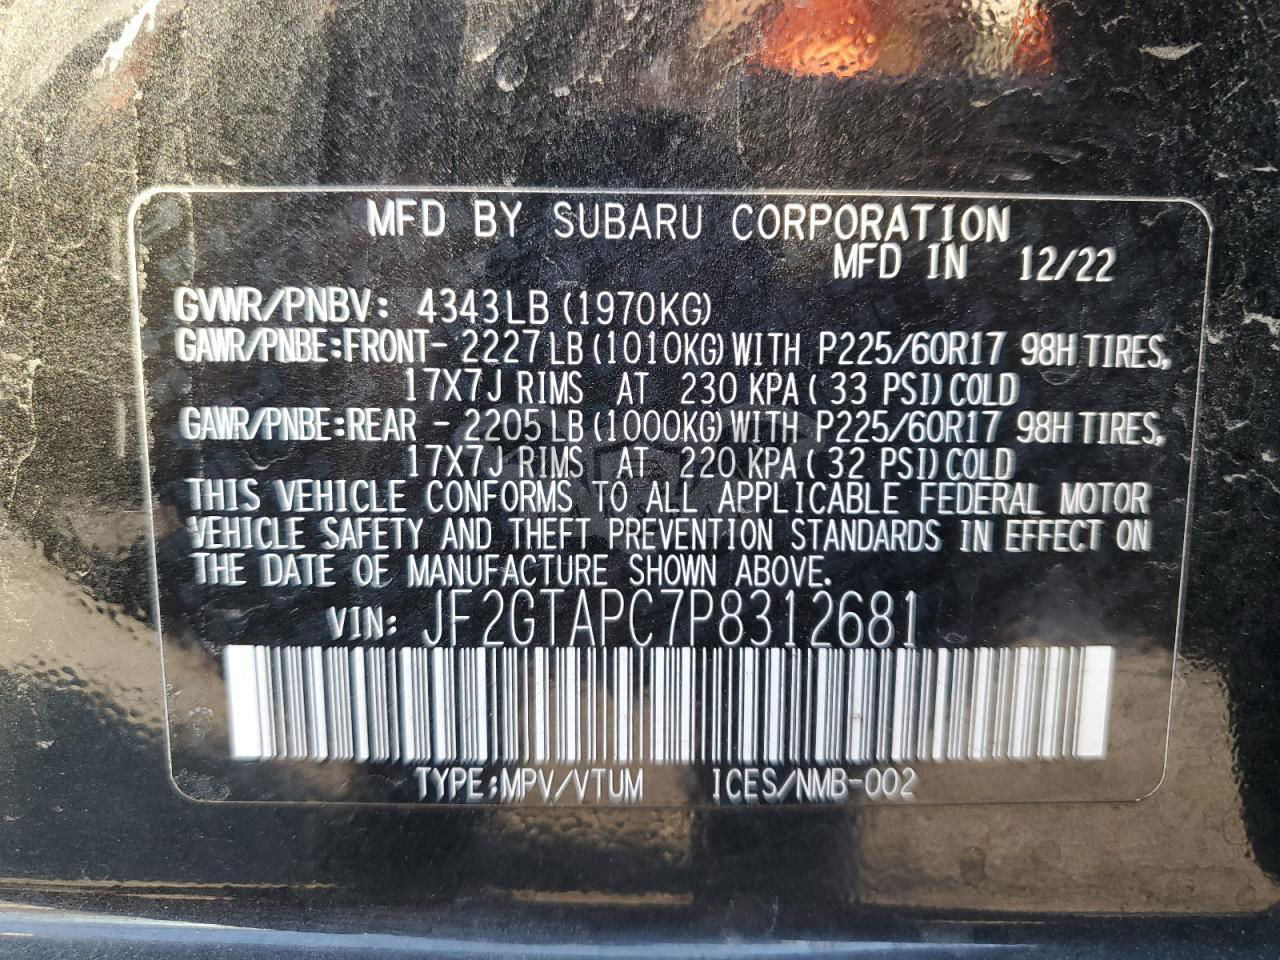 MFD BY SUBARU CORPORATION
MFD IN 12/22
GVWR/PNBV: 4343LB (1970KG)
GAWR/PNBE:FRONT- 2227LB(1010KG)WITH P225/60R17 98H TIRES,
17X7J RIMS AT 230 KPA( 33 PSI)COLD
GAWR/PNBE:REAR - 2205LB(1000KG)WITH P225/60R17 98H TIRES,
17X7J RIMS AT 220 KPA( 32 PSI)COLD
THIS VEHICLE CONFORMS TO ALL APPLICABLE FEDERAL MOTOR
VEHICLE SAFETY AND THEFT PREVENTION STANDARDS IN EFFECT ON
THE DATE OF MANUFACTURE SHOWN ABOVE.
VIN: JF2GTAPC7P8312681
TYPE:MPV/VTUM ICES/NMB-002